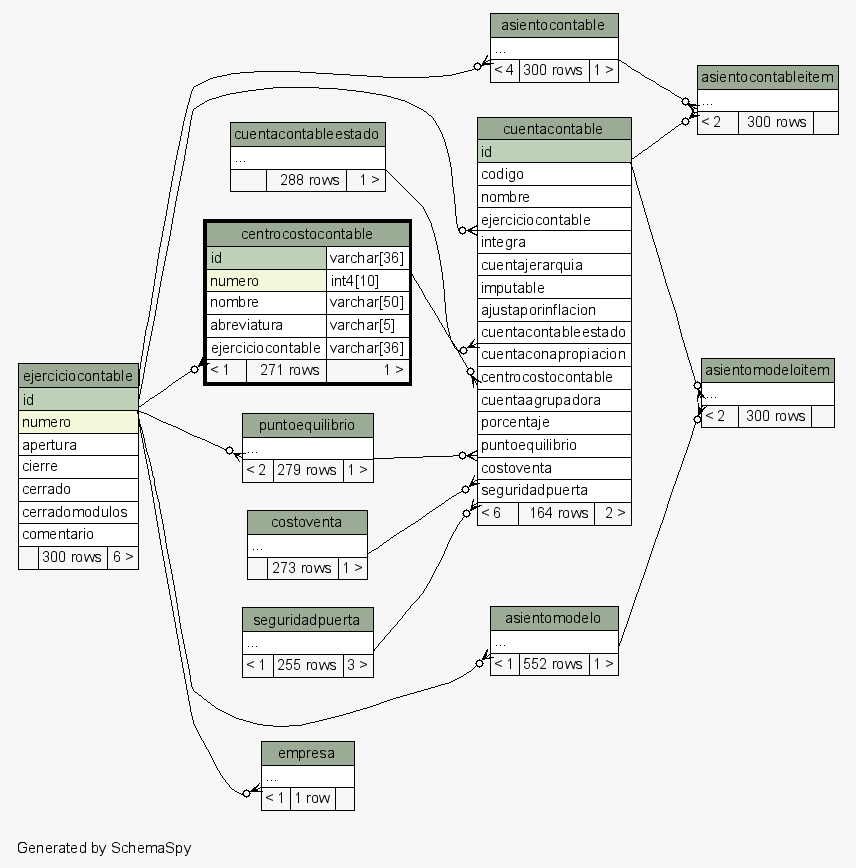 asientocontable
...
< 4 300 rows 1 >
asientocontableitem
...
< 2 300 rows
cuentacontableestado
...
288 rows 1 >
cuentacontable
id
codigo
nombre
ejerciciocontable
integra
cuentajerarquia
imputable
ajustaporinflacion
cuentacontableestado
cuentaconapropiacion
centrocostocontable
cuentaagrupadora
porcentaje
puntoequilibrio
costoventa
seguridadpuerta
< 6 164 rows 2 >
centrocostocontable
id varchar[36]
numero int4[10]
nombre varchar[50]
abreviatura varchar[5]
ejerciciocontable varchar[36]
< 1 271 rows 1 >
ejerciciocontable
id
numero
apertura
cierre
cerrado
cerradomodulos
comentario
300 rows 6 >
asientomodeloitem
...
< 2 300 rows
puntoequilibrio
...
< 2 279 rows 1 >
costoventa
...
273 rows 1 >
seguridadpuerta
...
< 1 255 rows 3 >
asientomodelo
...
< 1 552 rows 1 >
empresa
...
< 1 1 row
Generated by SchemaSpy